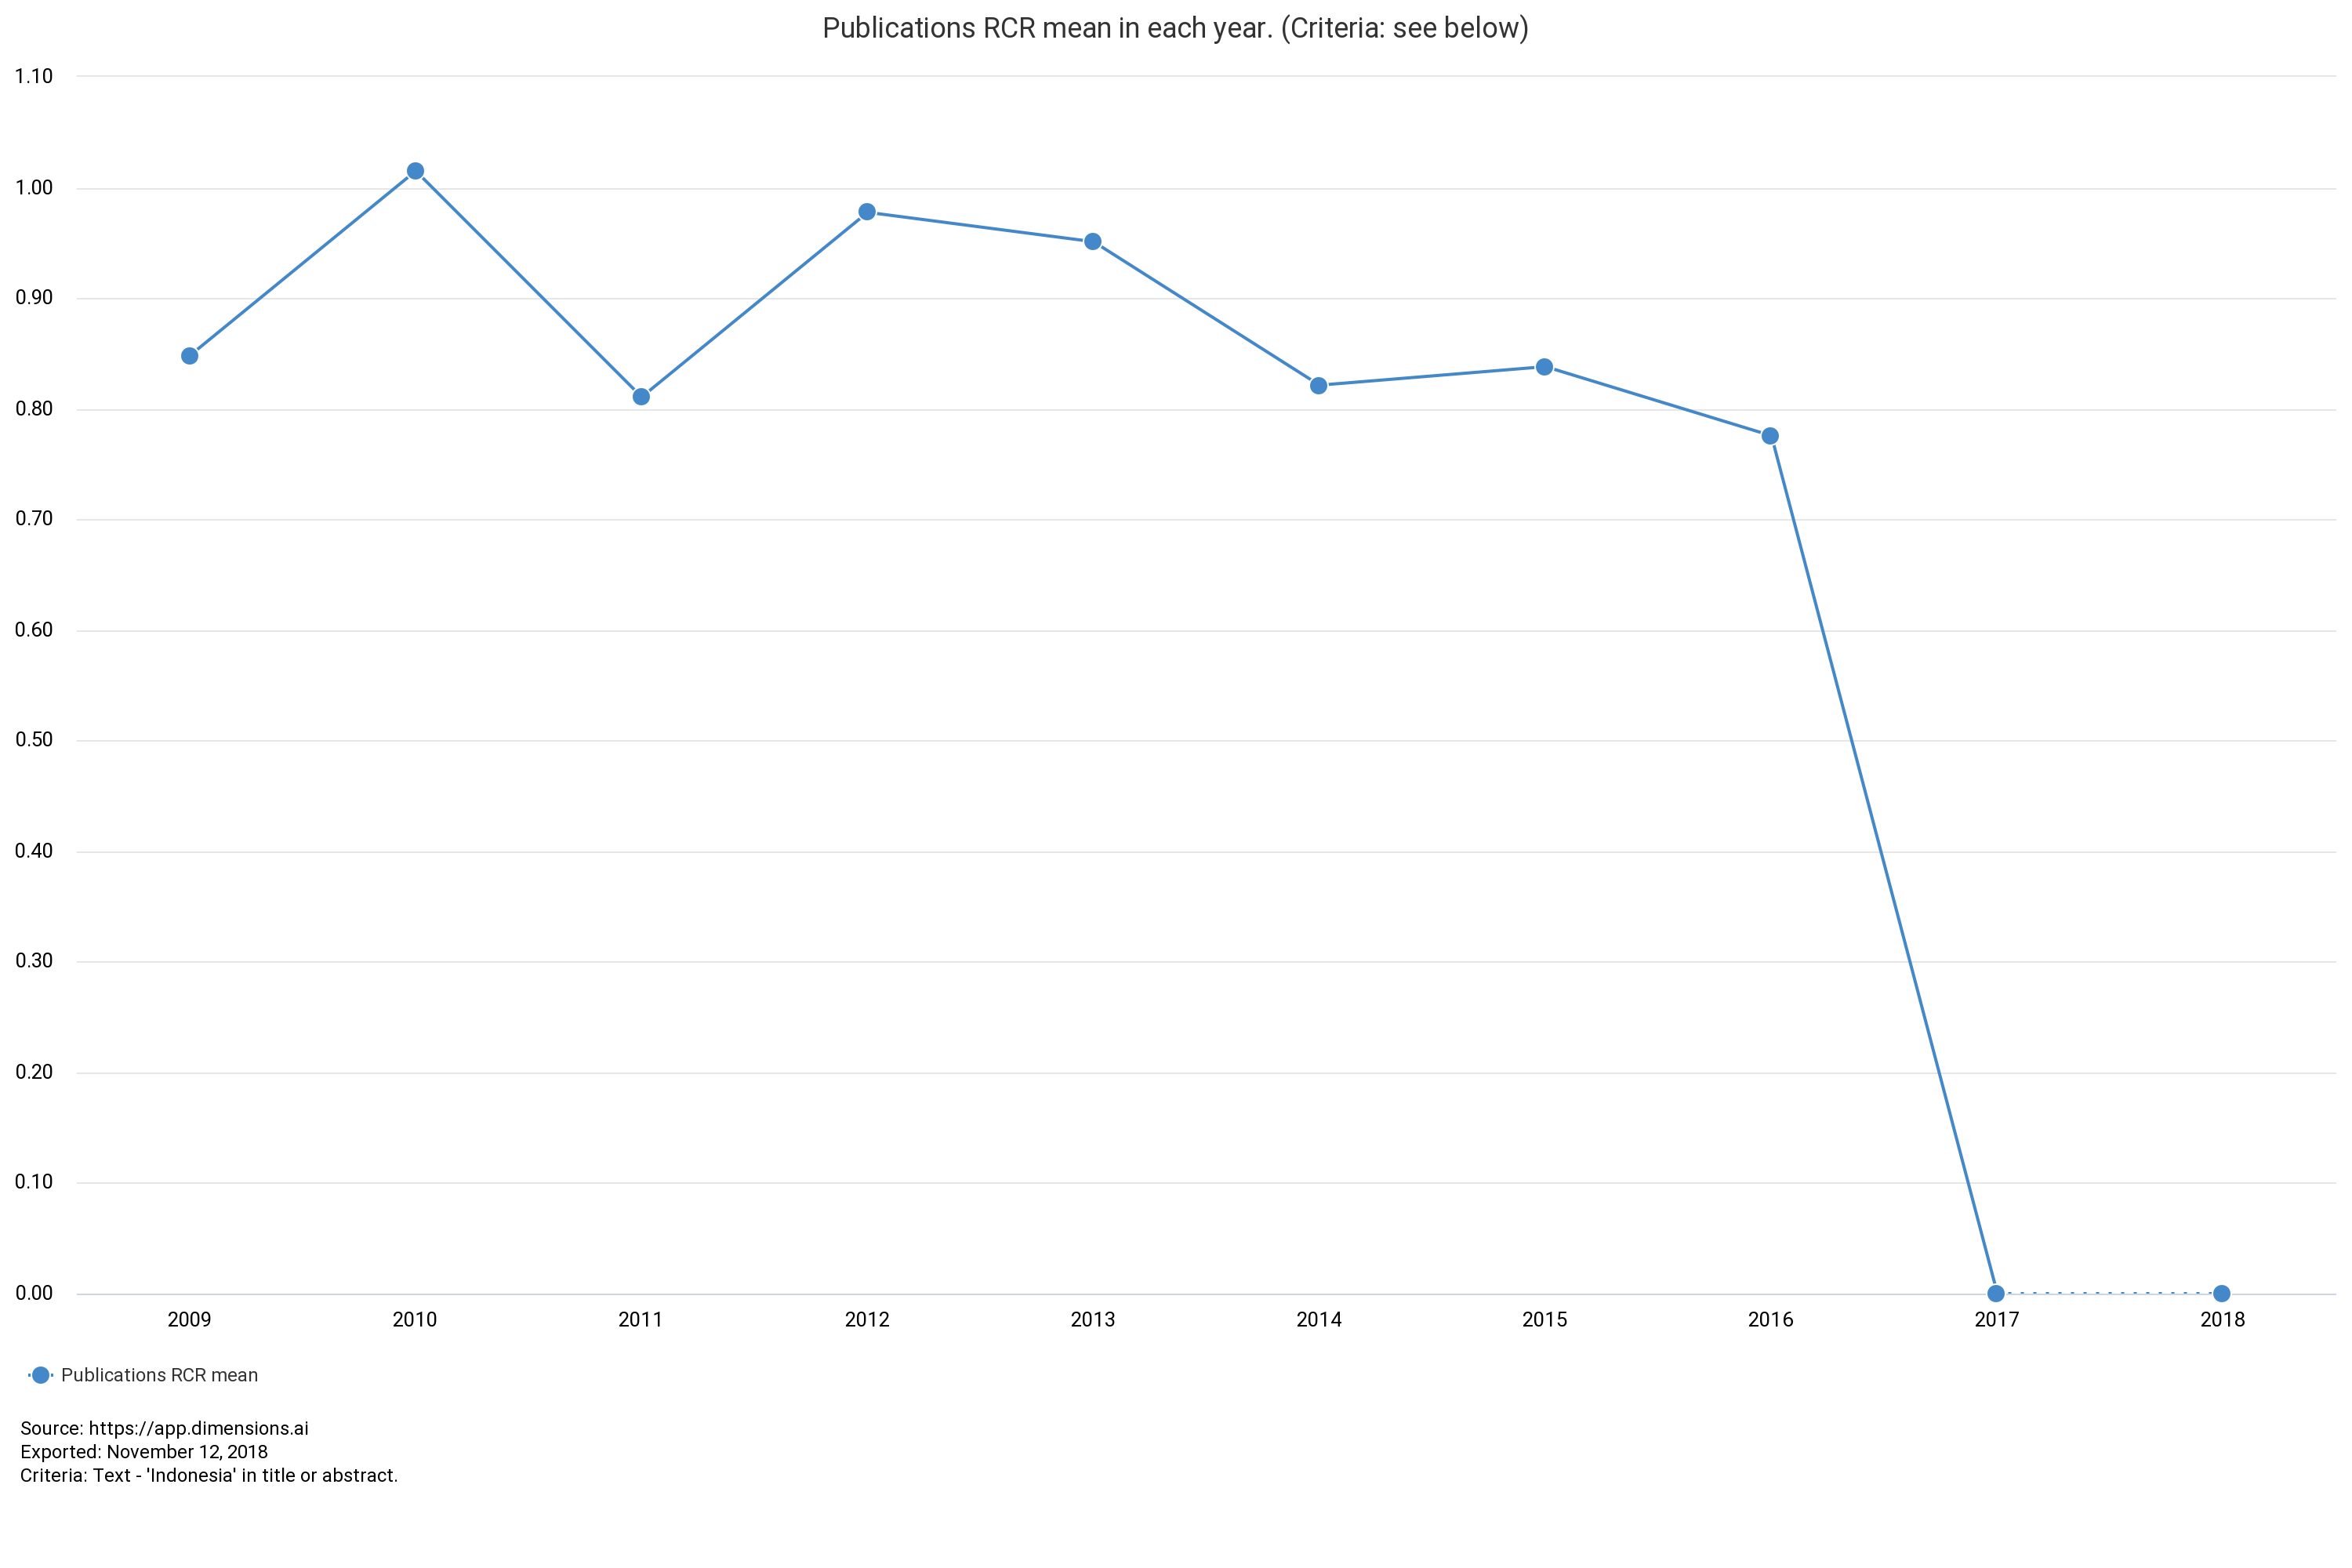 Publications RCR mean in each year. (Criteria: see below)
1.10
1.00
0.90
0.80
0.70
0.60
0.50
0.40
0.30
0.20
0.10
0.00
2009 2010 2011 2012 2013 2014 2015 2016 2017 2018
Publications RCR mean
Source: https://app.dimensions.ai
Exported: November 12, 2018
Criteria: Text - 'Indonesia' in title or abstract.